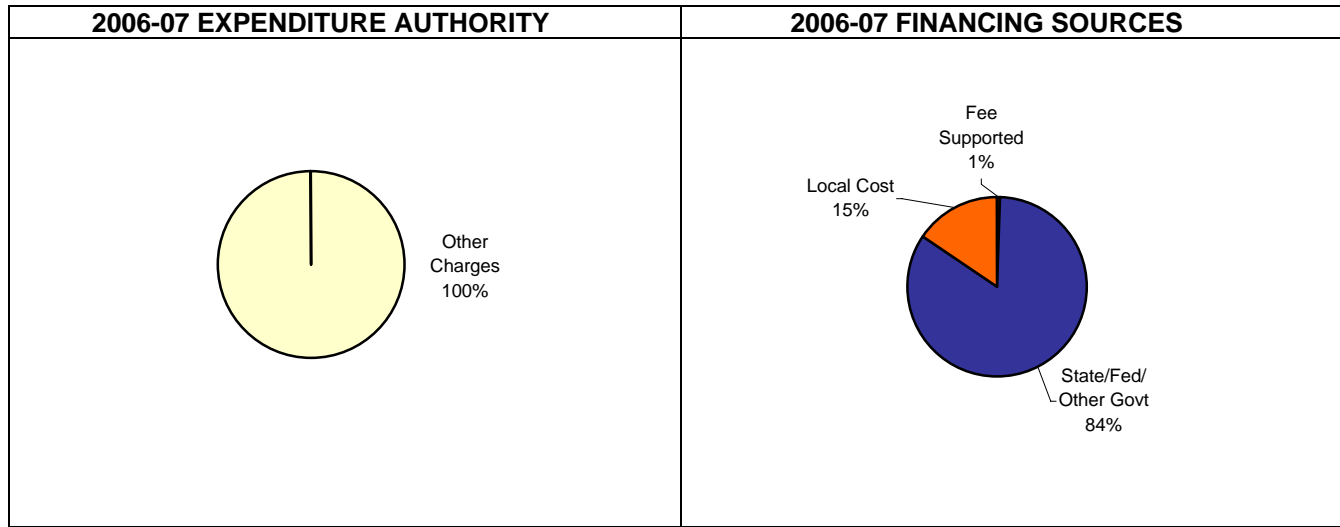 2006-07 EXPENDITURE AUTHORITY
Other
Charges
100%
2006-07 FINANCING SOURCES
Fee
Supported
1%
Local Cost
15%
State/Fed/
Other Govt
84%